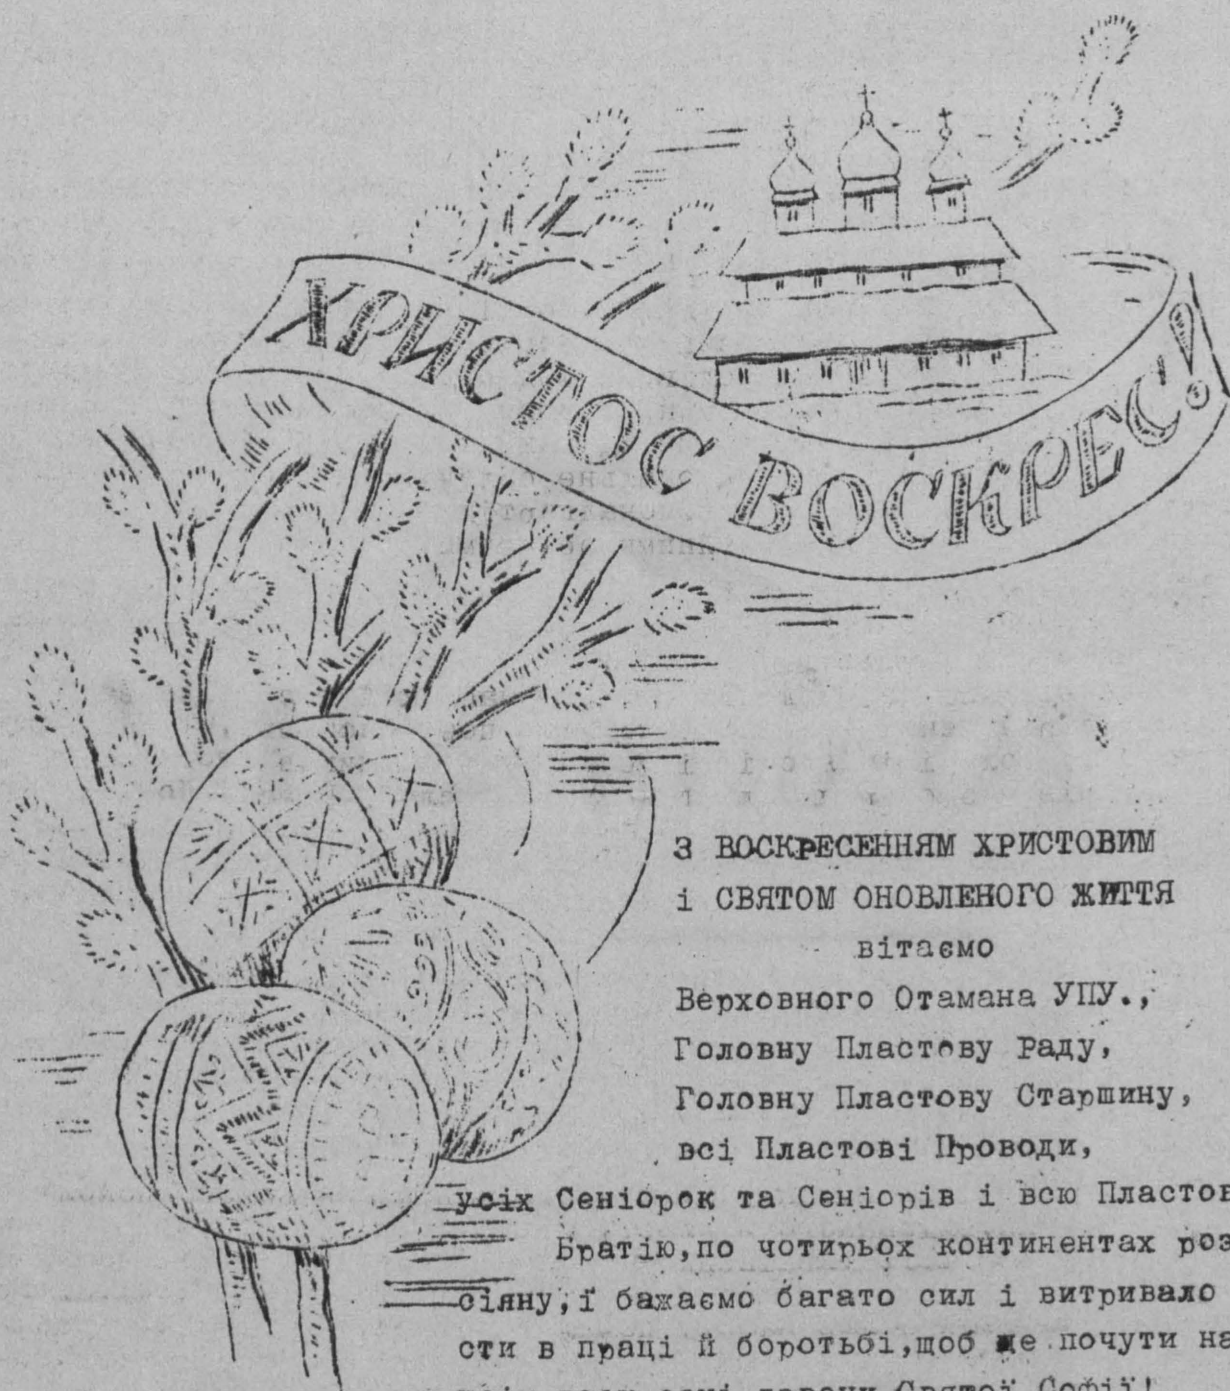 ХРИСТОС ВОСКРЕС!
З ВОСКРЕСЕННЯМ ХРИСТОВИМ
і СВЯТОМ ОНОВЛЕНОГО ЖИТТЯ
вітаємо
Верховного Отамана УПУ.,
Головну Пластову Раду,
Головну Пластову Старшину,
всі Пластові Проводи,
усіх Сеніорок та Сеніорів і всю Пластов
Братію,по чотирьох континентах роз
сіяну,і бажаємо багато сил і витривало
сти в праці й боротьбі,щоб ще почути на
Святої Софії!